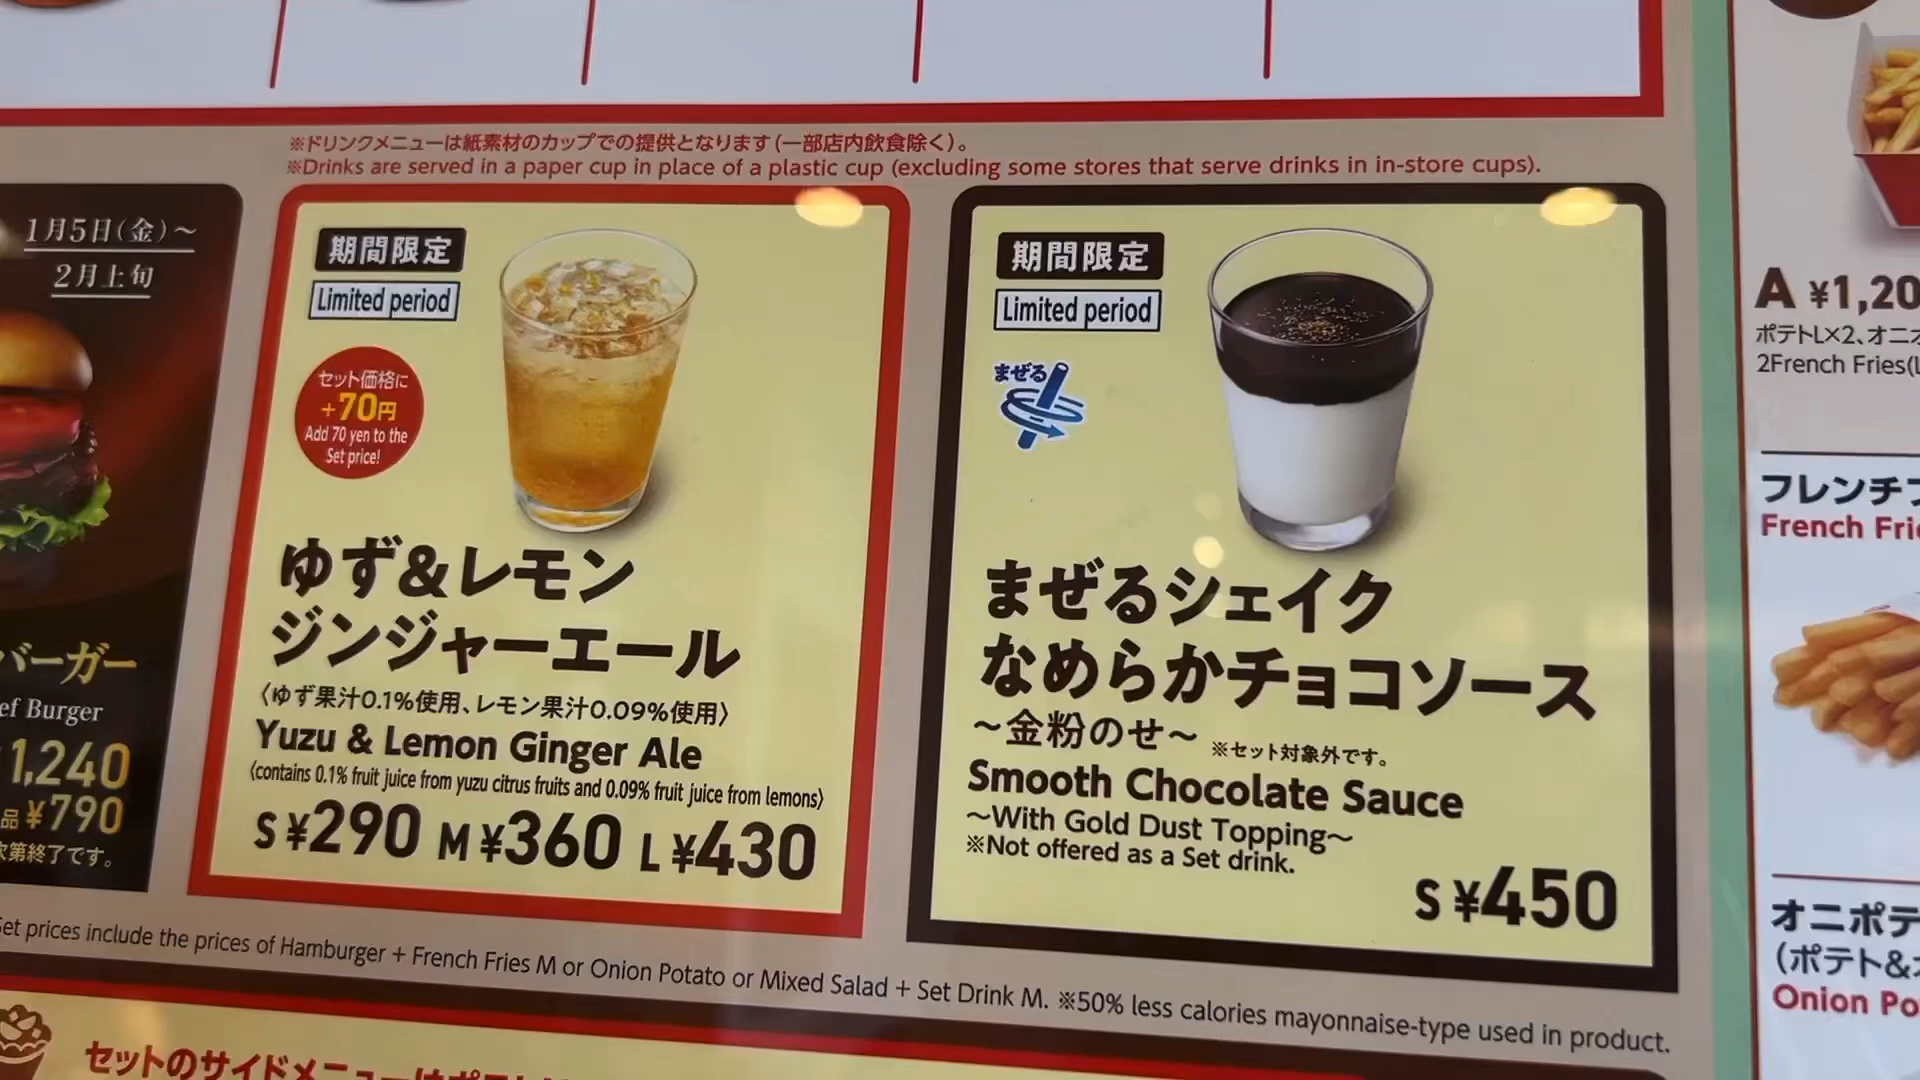 ※ドリンクメニューは紙素材のカップでの提供となります(一部店内飲食除く)。
※Drinks are served in a paper cup in place of a plastic cup (excluding some stores that serve drinks in in-store cups).
1月5日(金)〜
2月上旬
バーガー
Burger
1,240
¥790
次第終了です。
期間限定
Limited period
セット価格に
+70円
Add 70 yen to the
Set price!
ゆず&レモン
ジンジャーエール
〈ゆず果汁0.1%使用、レモン果汁0.09%使用〉
Yuzu & Lemon Ginger Ale
(contains 0.1% fruit juice from yuzu citrus fruits and 0.09% fruit juice from lemons)
S ¥290 M ¥360 L ¥430
期間限定
Limited period
まぜる
まぜるシェイク
なめらかチョコソース
〜金粉のせ〜 ※セット対象外です。
Smooth Chocolate Sauce
〜With Gold Dust Topping〜
※Not offered as a Set drink.
S ¥450
Set prices include the prices of Hamburger + French Fries M or Onion Potato or Mixed Salad + Set Drink M. ※50% less calories mayonnaise-type used in product.
セットのサイドメニューは
A ¥1,20
ポテトL×2、オニオ
2French Fries(L
フレンチフ
French Frie
オニポテ
(ポテト&オ
Onion Po